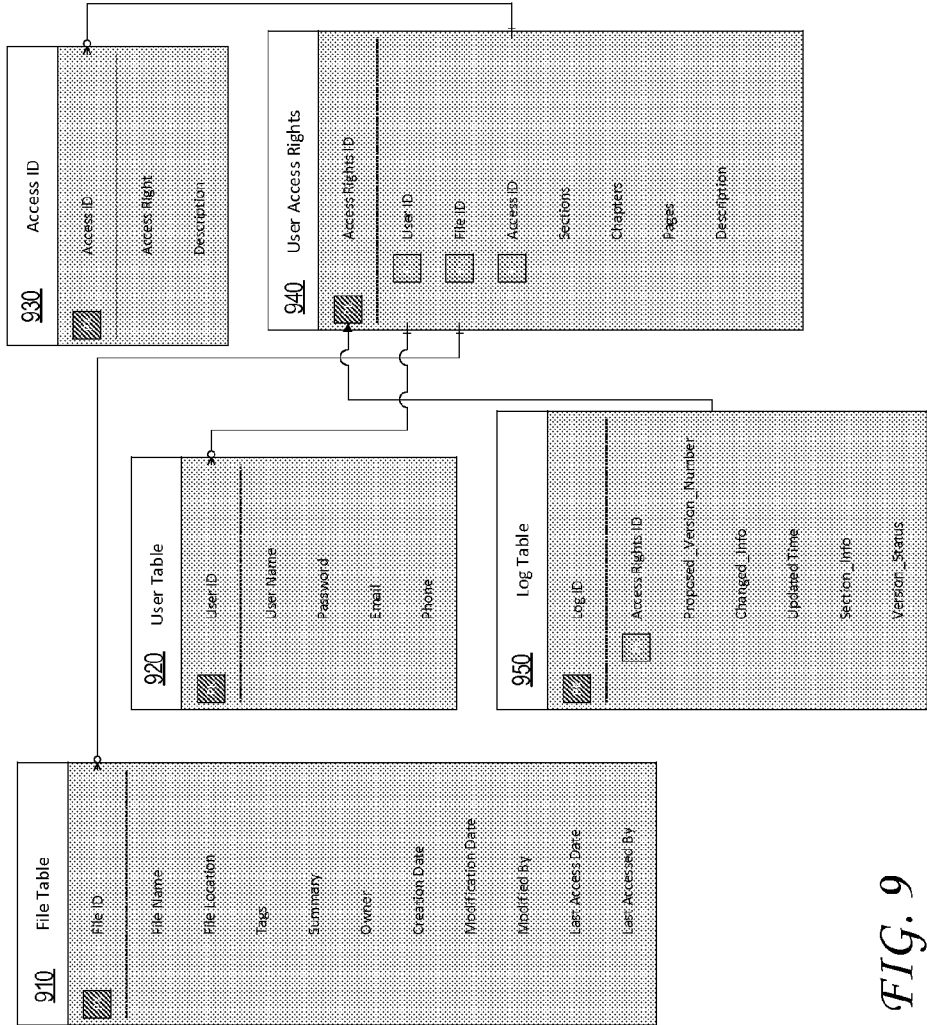 910 File Table
File ID
File Name
File Location
Tags
Summary
Owner
Creation Date
Modification Date
Modified By
Last Access Date
Last Accessed By
920 User Table
User ID
User Name
Password
Email
Phone
930 Access ID
Access ID
Access Right
Description
940 User Access Rights
Access Rights ID
User ID
File ID
Access ID
Sections
Chapters
Pages
Description
950 Log Table
Log ID
Access Rights ID
Proposed_Version_Number
Changed_Info
Updated Time
Section_Info
Version_Status
FIG. 9